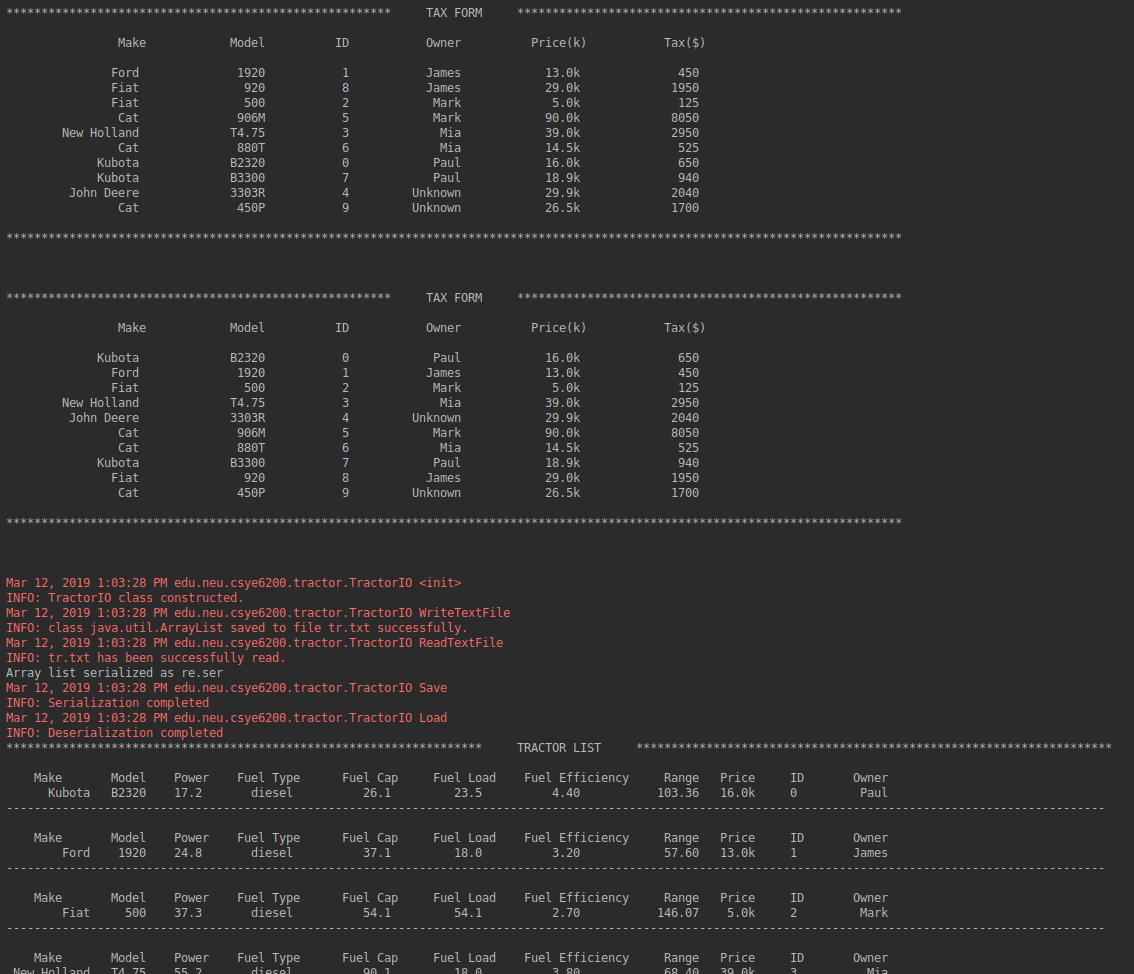 ******************************************************* TAX FORM *******************************************************
Make Model ID Owner Price(k) Tax($)
Ford 1920 1 James 13.0k 450
Fiat 920 8 James 29.0k 1950
Fiat 500 2 Mark 5.0k 125
Cat 906M 5 Mark 90.0k 8050
New Holland T4.75 3 Mia 39.0k 2950
Cat 880T 6 Mia 14.5k 525
Kubota B2320 0 Paul 16.0k 650
Kubota B3300 7 Paul 18.9k 940
John Deere 3303R 4 Unknown 29.9k 2040
Cat 450P 9 Unknown 26.5k 1700
********************************************************************************************************************************
******************************************************* TAX FORM *******************************************************
Make Model ID Owner Price(k) Tax($)
Kubota B2320 0 Paul 16.0k 650
Ford 1920 1 James 13.0k 450
Fiat 500 2 Mark 5.0k 125
New Holland T4.75 3 Mia 39.0k 2950
John Deere 3303R 4 Unknown 29.9k 2040
Cat 906M 5 Mark 90.0k 8050
Cat 880T 6 Mia 14.5k 525
Kubota B3300 7 Paul 18.9k 940
Fiat 920 8 James 29.0k 1950
Cat 450P 9 Unknown 26.5k 1700
********************************************************************************************************************************
Mar 12, 2019 1:03:28 PM edu.neu.csye6200.tractor.TractorIO <init>
INFO: TractorIO class constructed.
Mar 12, 2019 1:03:28 PM edu.neu.csye6200.tractor.TractorIO WriteTextFile
INFO: class java.util.ArrayList saved to file tr.txt successfully.
Mar 12, 2019 1:03:28 PM edu.neu.csye6200.tractor.TractorIO ReadTextFile
INFO: tr.txt has been successfully read.
Array list serialized as re.ser
Mar 12, 2019 1:03:28 PM edu.neu.csye6200.tractor.TractorIO Save
INFO: Serialization completed
Mar 12, 2019 1:03:28 PM edu.neu.csye6200.tractor.TractorIO Load
INFO: Deserialization completed
******************************************************************** TRACTOR LIST ********************************************************************
Make Model Power Fuel Type Fuel Cap Fuel Load Fuel Efficiency Range Price ID Owner
Kubota B2320 17.2 diesel 26.1 23.5 4.40 103.36 16.0k 0 Paul
-------------------------------------------------------------------------------------------------------------------------------------------------------------
Make Model Power Fuel Type Fuel Cap Fuel Load Fuel Efficiency Range Price ID Owner
Ford 1920 24.8 diesel 37.1 18.0 3.20 57.60 13.0k 1 James
-------------------------------------------------------------------------------------------------------------------------------------------------------------
Make Model Power Fuel Type Fuel Cap Fuel Load Fuel Efficiency Range Price ID Owner
Fiat 500 37.3 diesel 54.1 54.1 2.70 146.07 5.0k 2 Mark
-------------------------------------------------------------------------------------------------------------------------------------------------------------
Make Model Power Fuel Type Fuel Cap Fuel Load Fuel Efficiency Range Price ID Owner
New Holland T4.75 55.2 diesel 90.1 18.0 3.80 68.40 39.0k 3 Mia